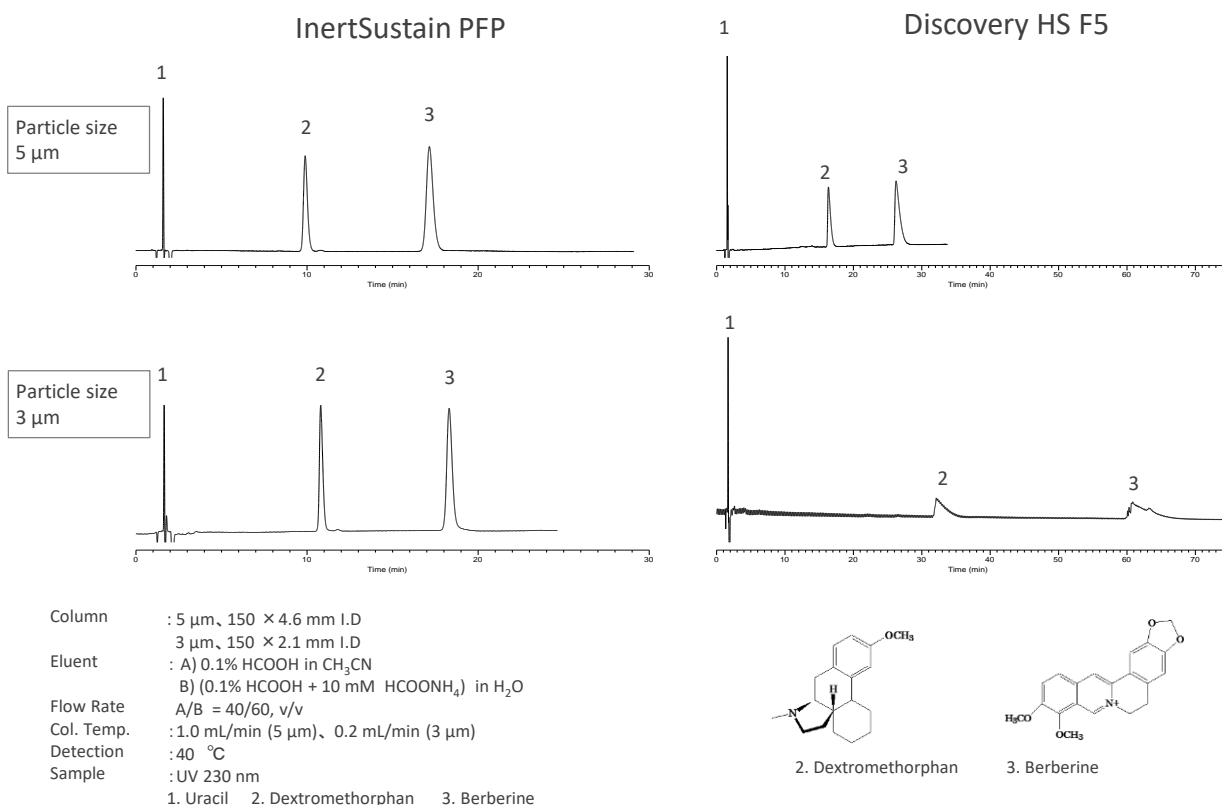 InertSustain PFP
Discovery HS F5
Particle size
5 μm
1
2
3
0 10 20 30
Time (min)
1
2
3
0 10 20 30 40 50 60 70
Time (min)
Particle size
3 μm
1
2
3
0 10 20 30
Time (min)
1
2
3
0 10 20 30 40 50 60 70
Time (min)
Column : 5 μm、150 ×4.6 mm I.D
3 μm、150 ×2.1 mm I.D
Eluent : A) 0.1% HCOOH in CH3CN
B) (0.1% HCOOH + 10 mM HCOONH4) in H2O
Flow Rate A/B = 40/60, v/v
Col. Temp. : 1.0 mL/min (5 μm)、0.2 mL/min (3 μm)
Detection : 40 ℃
Sample : UV 230 nm
1. Uracil 2. Dextromethorphan 3. Berberine
OCH3
H
N
2. Dextromethorphan
O
O
N+
H3CO
OCH3
3. Berberine